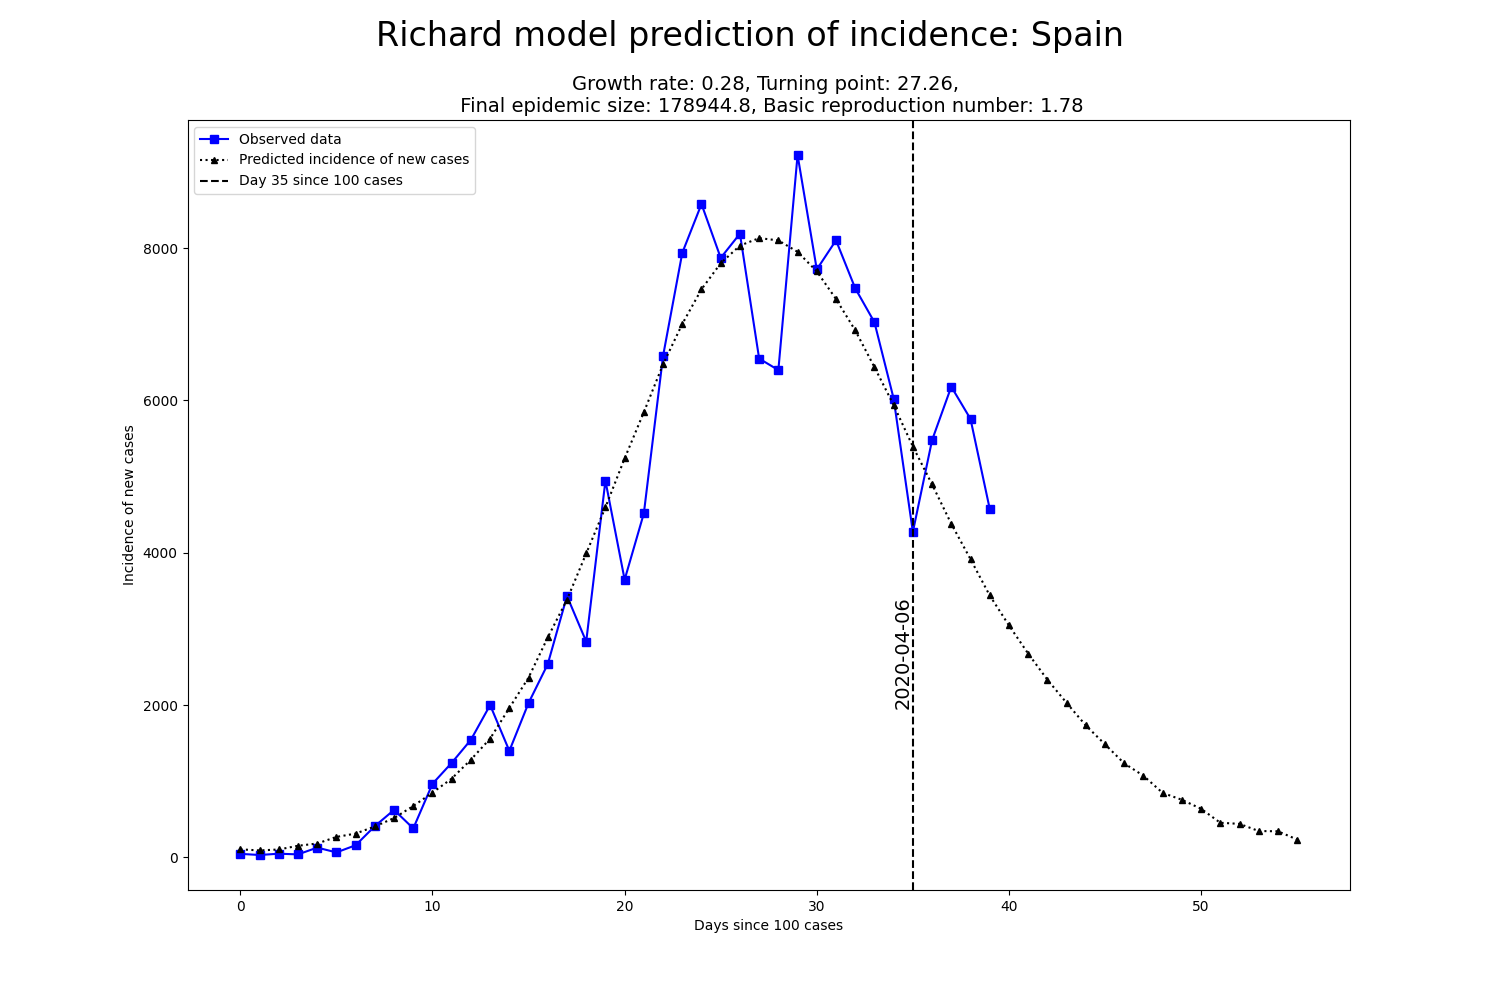 Richard model prediction of incidence: Spain
Growth rate: 0.28, Turning point: 27.26,
Final epidemic size: 178944.8, Basic reproduction number: 1.78
Observed data
Predicted incidence of new cases
Day 35 since 100 cases
8000
6000
4000
2000
0
Incidence of new cases
2020-04-06
0 10 20 30 40 50
Days since 100 cases